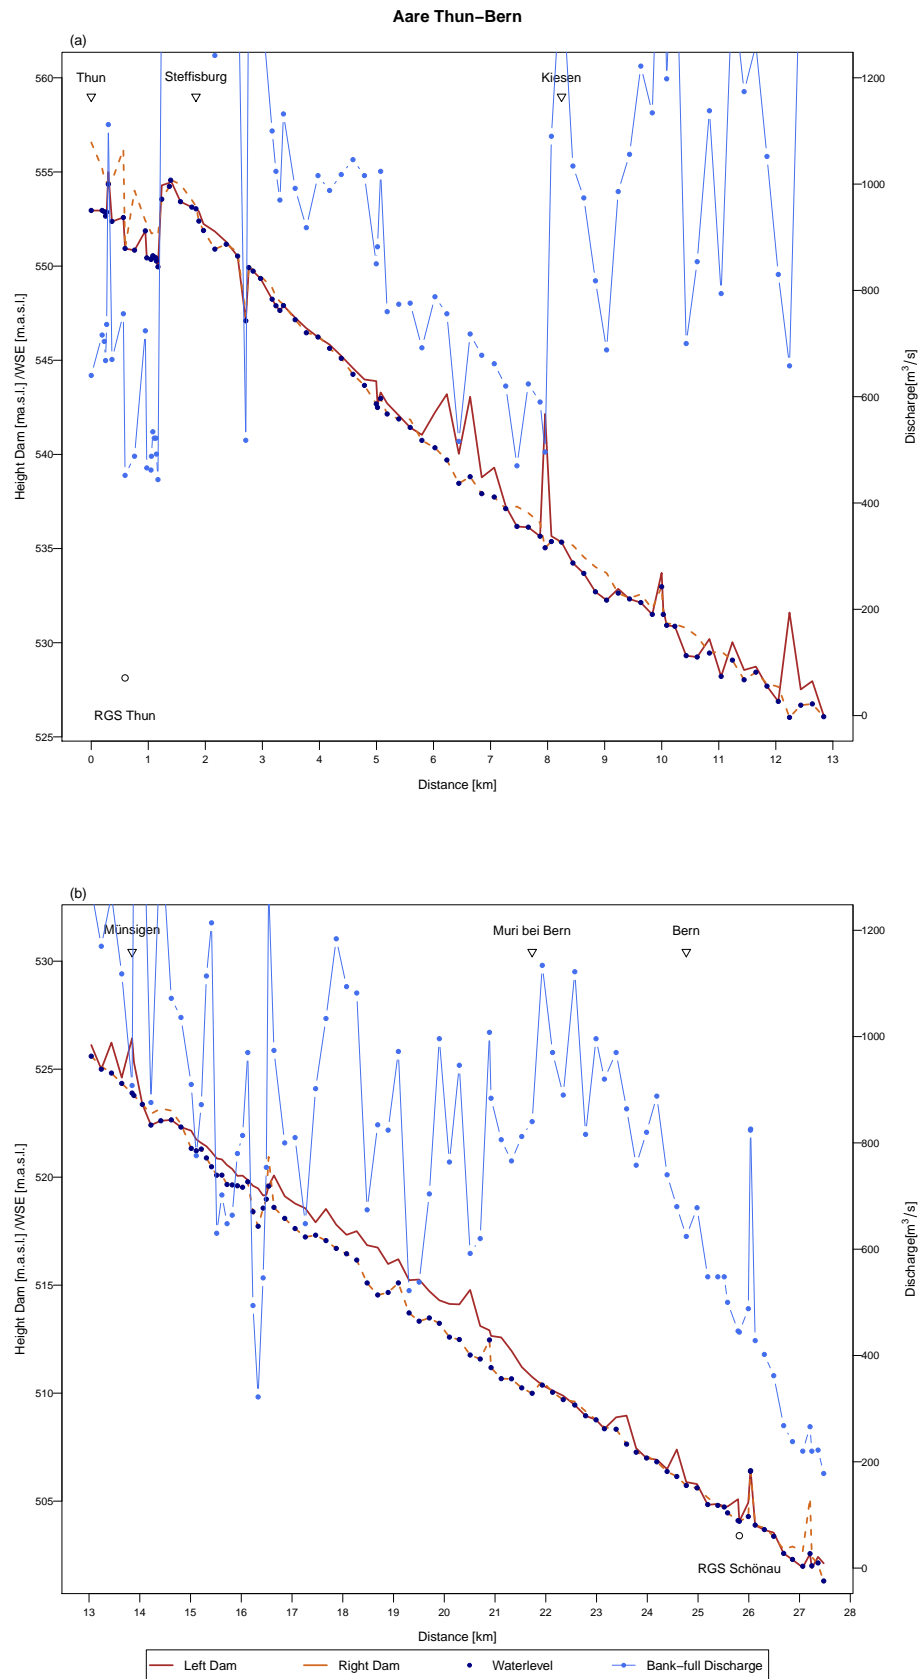 Aare Thun−Bern
(a)
Thun
Steffisburg
Kiesen
RGS Thun
560
555
550
545
540
535
530
525
Height Dam [m.a.s.l.] /WSE [m.a.s.l.]
1200
1000
800
600
400
200
0
Discharge[m³/s]
0 1 2 3 4 5 6 7 8 9 10 11 12 13
Distance [km]
(b)
Münsigen
Muri bei Bern
Bern
RGS Schönau
530
525
520
515
510
505
Height Dam [m.a.s.l.] /WSE [m.a.s.l.]
1200
1000
800
600
400
200
0
Discharge[m³/s]
13 14 15 16 17 18 19 20 21 22 23 24 25 26 27 28
Distance [km]
Left Dam Right Dam Waterlevel Bank−full Discharge